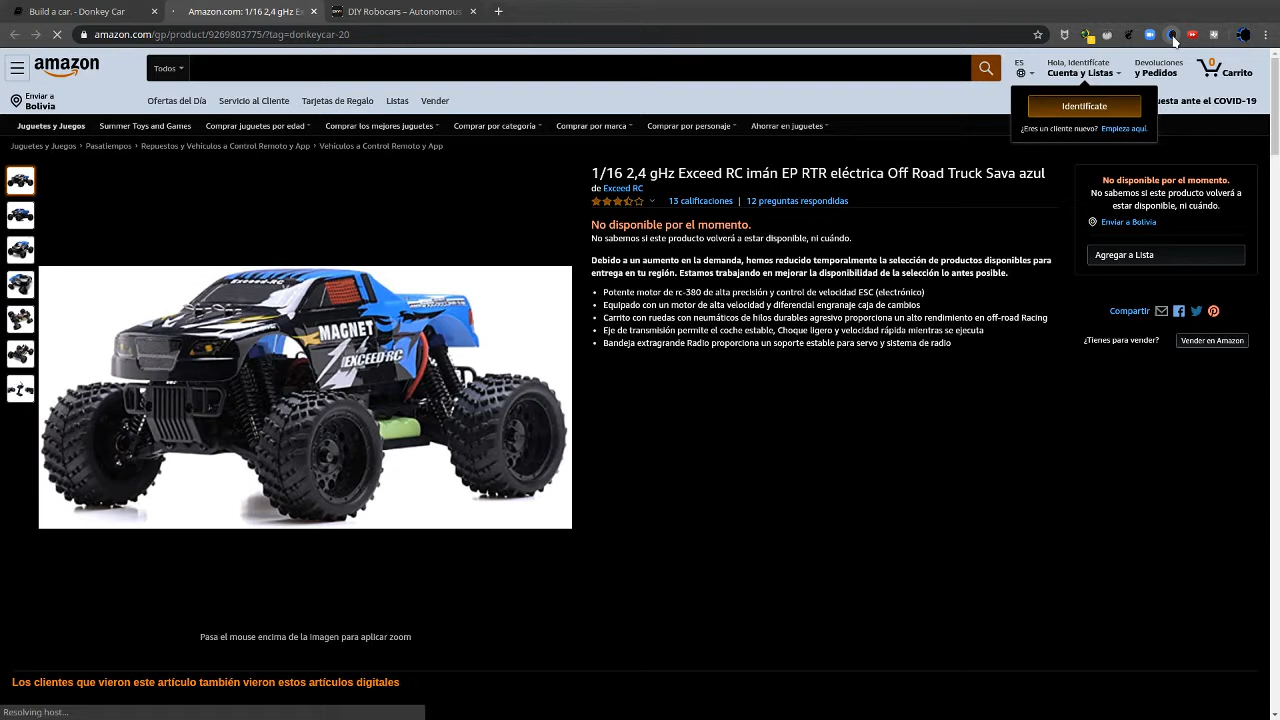 Build a car. - Donkey Car
Amazon.com: 1/16 2,4 gHz Ex
DIY Robocars – Autonomous
amazon.com/gp/product/9269803775/?tag=donkeycar-20
amazon
Todos
ES
Hola, Identifícate
Cuenta y Listas
Devoluciones
y Pedidos
0
Carrito
Enviar a
Bolivia
Ofertas del Día
Servicio al Cliente
Tarjetas de Regalo
Listas
Vender
uesta ante el COVID-19
Identifícate
¿Eres un cliente nuevo? Empieza aquí.
Juguetes y Juegos
Summer Toys and Games
Comprar juguetes por edad
Comprar los mejores juguetes
Comprar por categoría
Comprar por marca
Comprar por personaje
Ahorrar en juguetes
Juguetes y Juegos › Pasatiempos › Repuestos y Vehículos a Control Remoto y App › Vehículos a Control Remoto y App
1/16 2,4 gHz Exceed RC imán EP RTR eléctrica Off Road Truck Sava azul
de Exceed RC
13 calificaciones | 12 preguntas respondidas
No disponible por el momento.
No sabemos si este producto volverá a estar disponible, ni cuándo.
Debido a un aumento en la demanda, hemos reducido temporalmente la selección de productos disponibles para
entrega en tu región. Estamos trabajando en mejorar la disponibilidad de la selección lo antes posible.
• Potente motor de rc-380 de alta precisión y control de velocidad ESC (electrónico)
• Equipado con un motor de alta velocidad y diferencial engranaje caja de cambios
• Carrito con ruedas con neumáticos de hilos durables agresivo proporciona un alto rendimiento en off-road Racing
• Eje de transmisión permite el coche estable, Choque ligero y velocidad rápida mientras se ejecuta
• Bandeja extragrande Radio proporciona un soporte estable para servo y sistema de radio
No disponible por el momento.
No sabemos si este producto volverá a
estar disponible, ni cuándo.
Enviar a Bolivia
Agregar a Lista
Compartir
¿Tienes para vender?
Vender en Amazon
EXCEED-RC
MAGNET
EXCEED RC
Pasa el mouse encima de la imagen para aplicar zoom
Los clientes que vieron este artículo también vieron estos artículos digitales
Resolving host...